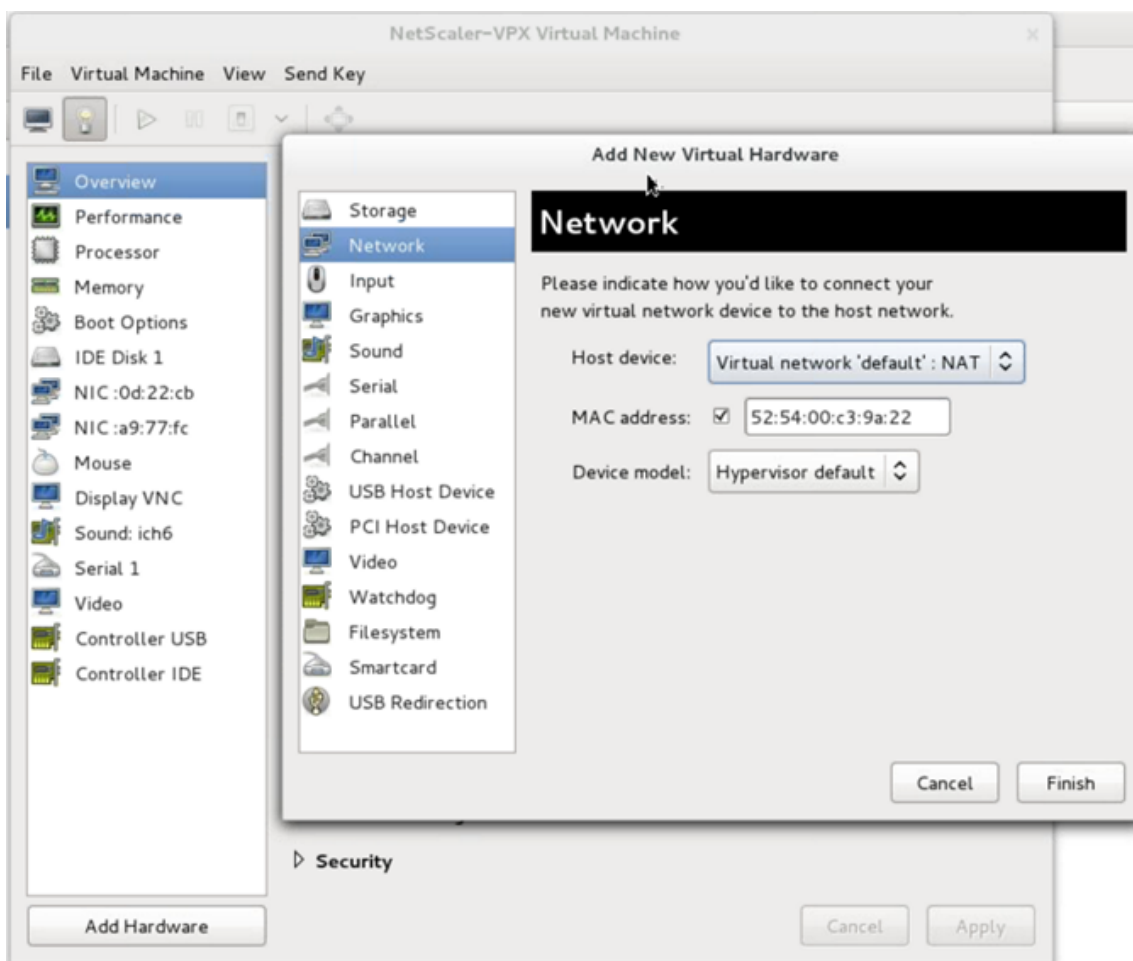 NetScaler-VPX Virtual Machine
File Virtual Machine View Send Key
Overview
Performance
Processor
Memory
Boot Options
IDE Disk 1
NIC :0d:22:cb
NIC :a9:77:fc
Mouse
Display VNC
Sound: ich6
Serial 1
Video
Controller USB
Controller IDE
Add Hardware
Add New Virtual Hardware
Storage
Network
Input
Graphics
Sound
Serial
Parallel
Channel
USB Host Device
PCI Host Device
Video
Watchdog
Filesystem
Smartcard
USB Redirection
Network
Please indicate how you'd like to connect your
new virtual network device to the host network.
Host device: Virtual network 'default' : NAT
MAC address: 52:54:00:c3:9a:22
Device model: Hypervisor default
Cancel Finish
Security
Cancel Apply